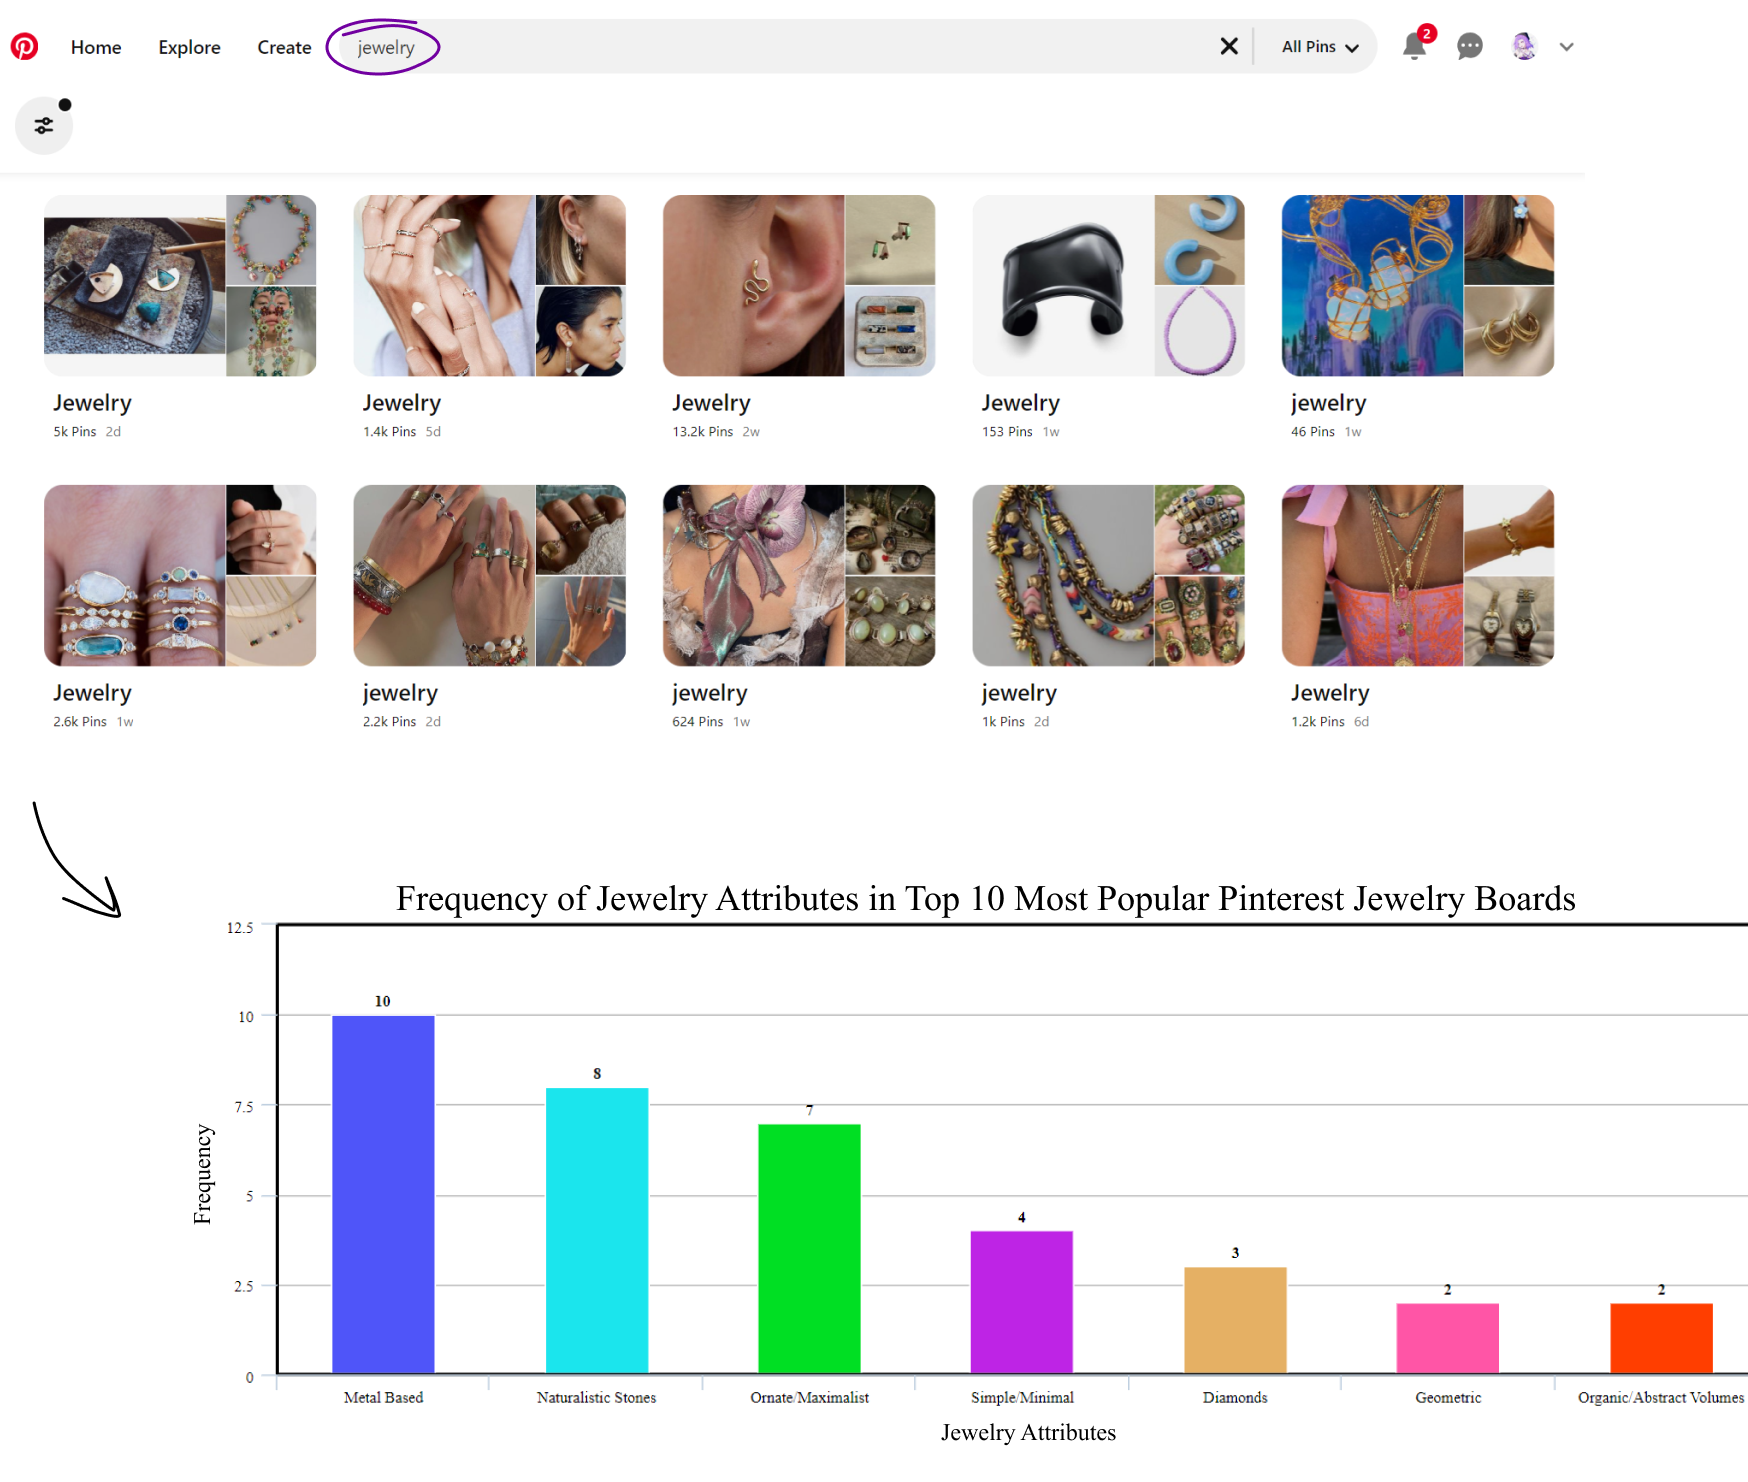 Home Explore Create jewelry All Pins 2
Jewelry
5k Pins 2d
Jewelry
1.4k Pins 5d
Jewelry
13.2k Pins 2w
Jewelry
153 Pins 1w
jewelry
46 Pins 1w
Jewelry
2.6k Pins 1w
jewelry
2.2k Pins 2d
jewelry
624 Pins 1w
jewelry
1k Pins 2d
Jewelry
1.2k Pins 6d
Frequency of Jewelry Attributes in Top 10 Most Popular Pinterest Jewelry Boards
12.5
10
7.5
5
2.5
0
Frequency
10
8
7
4
3
2
2
Metal Based
Naturalistic Stones
Ornate/Maximalist
Simple/Minimal
Diamonds
Geometric
Organic/Abstract Volumes
Jewelry Attributes